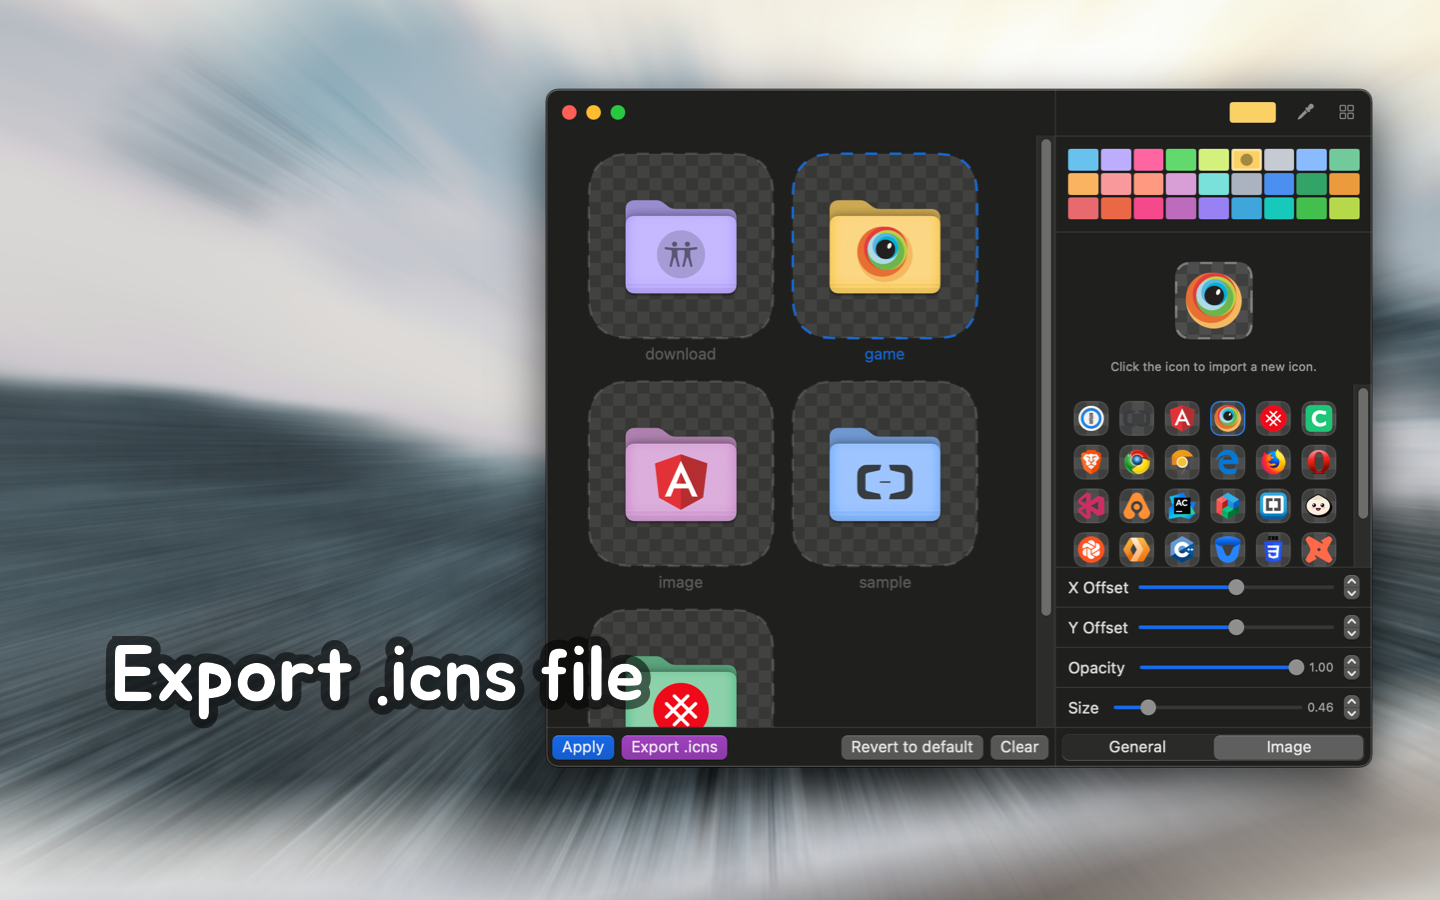 download
game
image
sample
Export .icns file
Apply
Export .icns
Revert to default
Clear
Click the icon to import a new icon.
AC
X Offset
Y Offset
Opacity
1.00
Size
0.46
General
Image